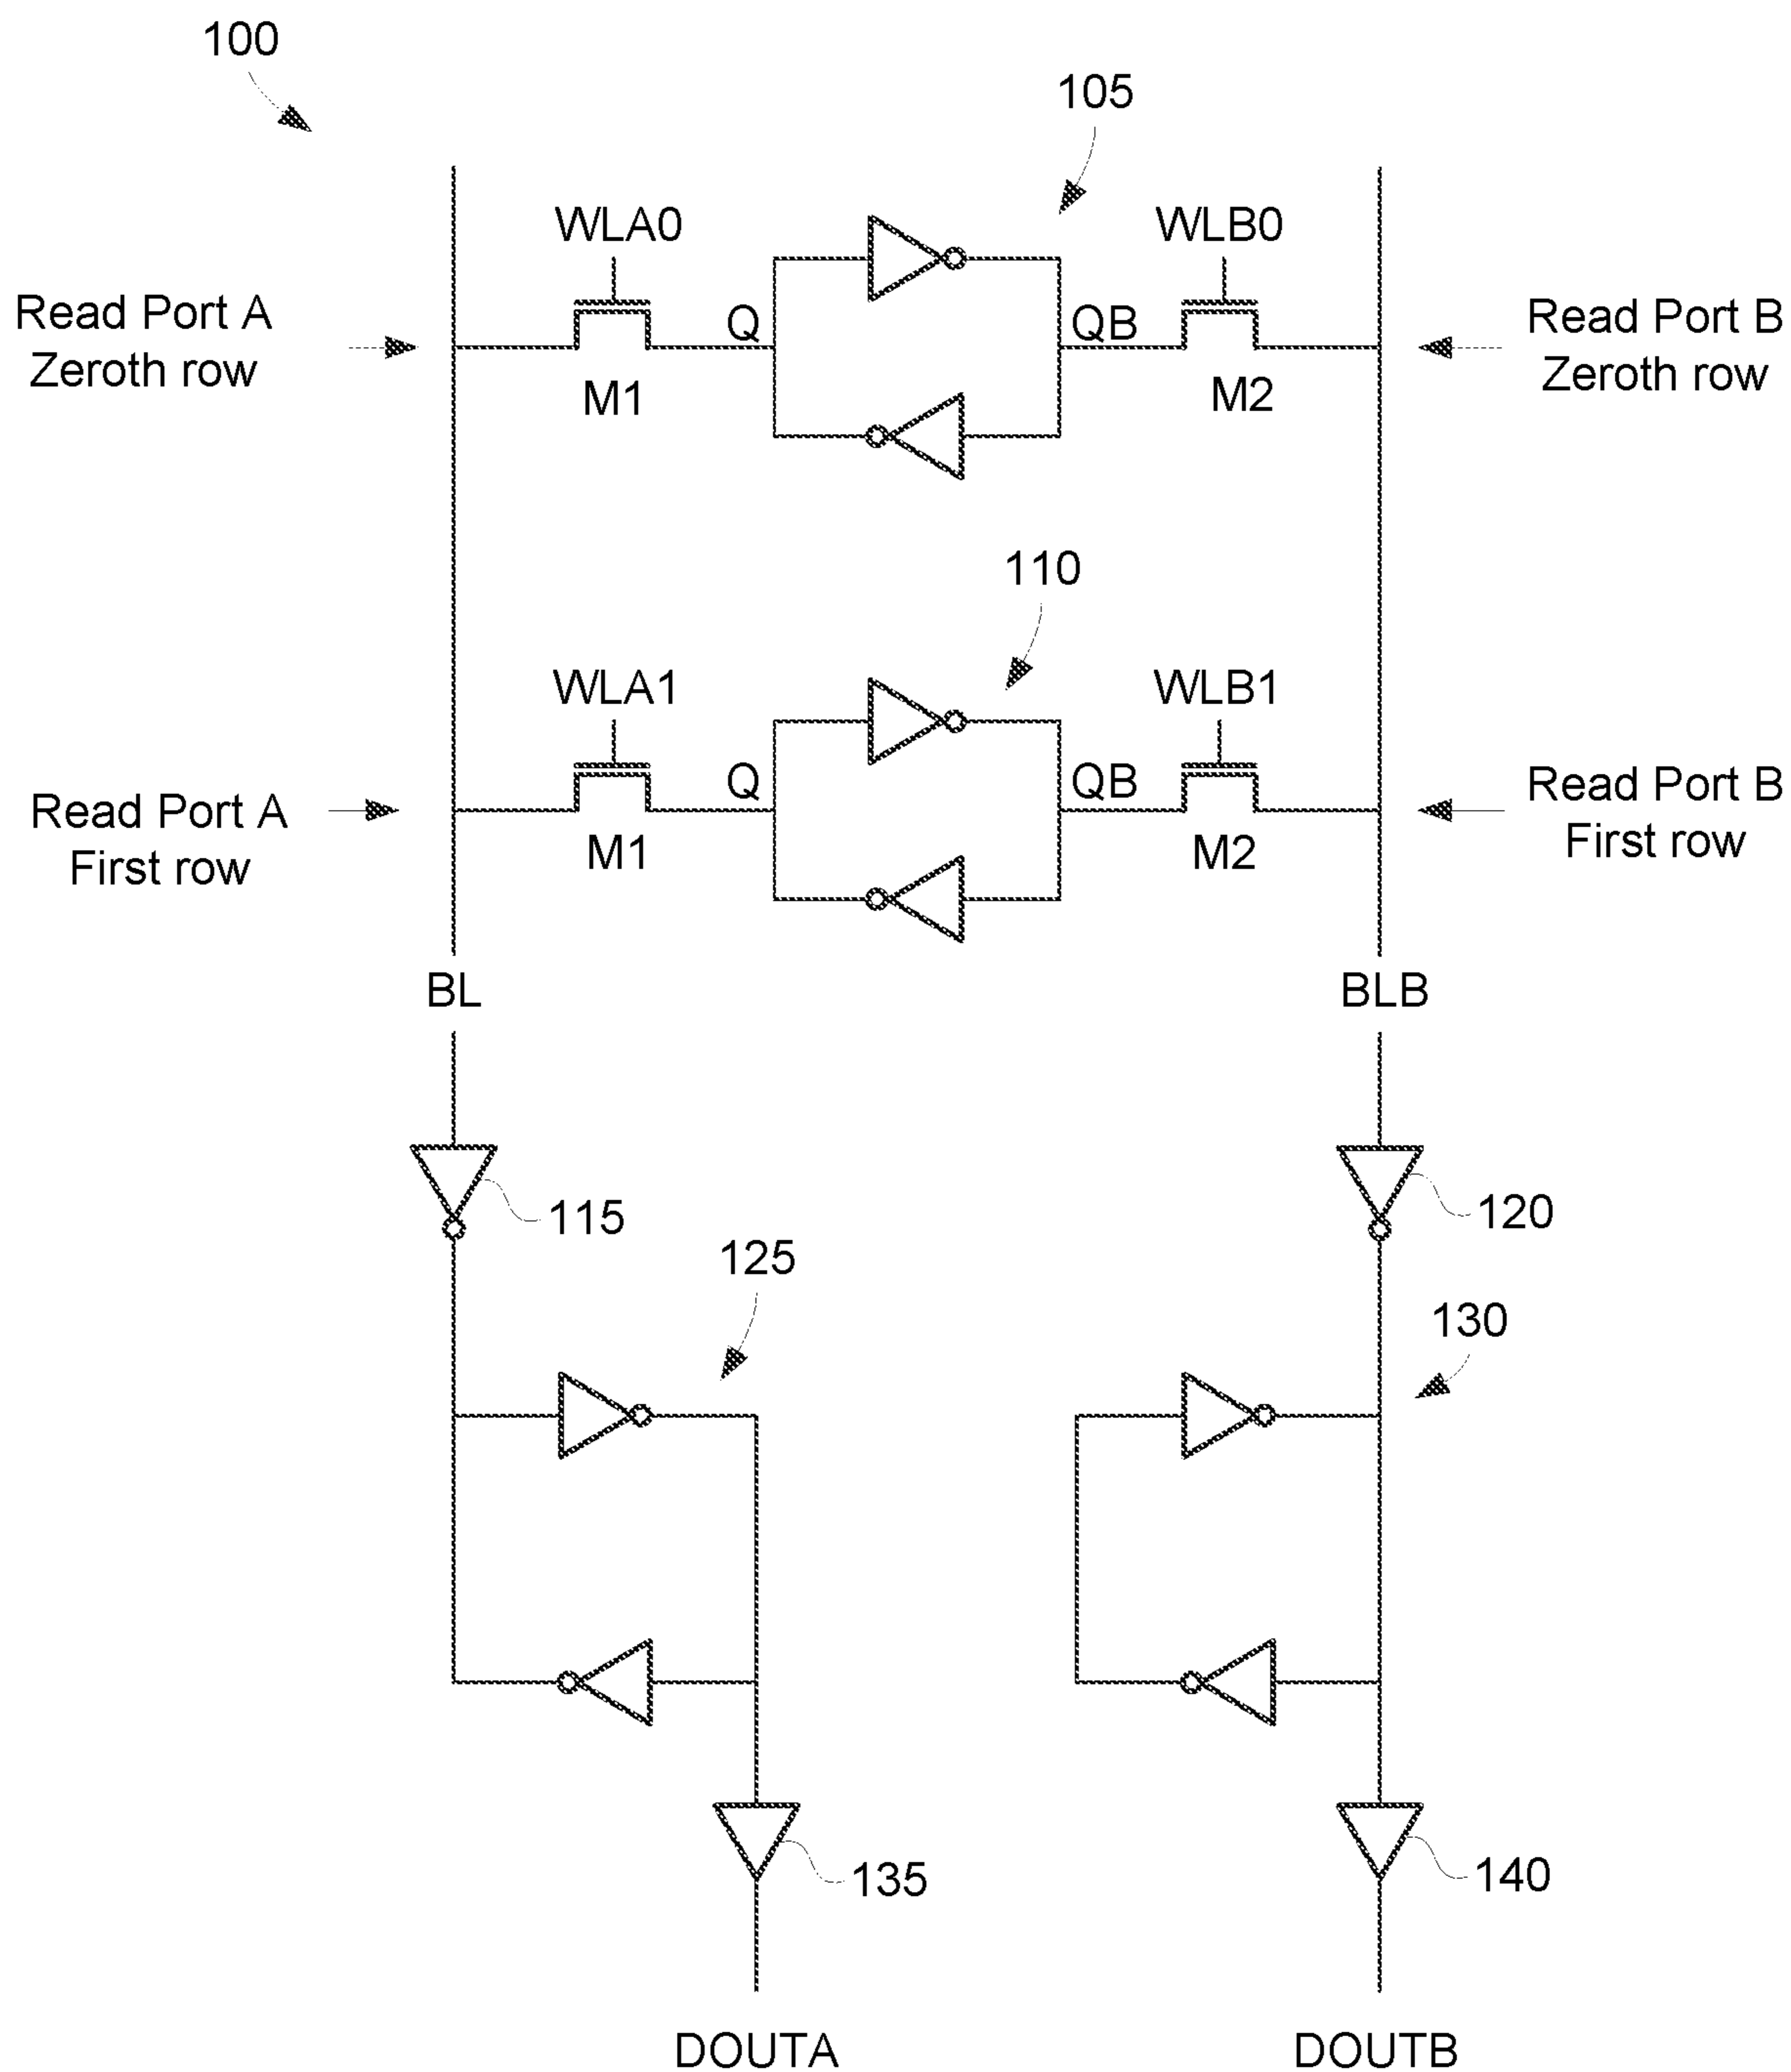 100
105
WLA0
WLB0
Read Port A
Zeroth row
Q
QB
Read Port B
Zeroth row
M1
M2
110
WLA1
WLB1
Read Port A
First row
Q
QB
Read Port B
First row
M1
M2
BL
BLB
115
120
125
130
135
140
DOUTA
DOUTB